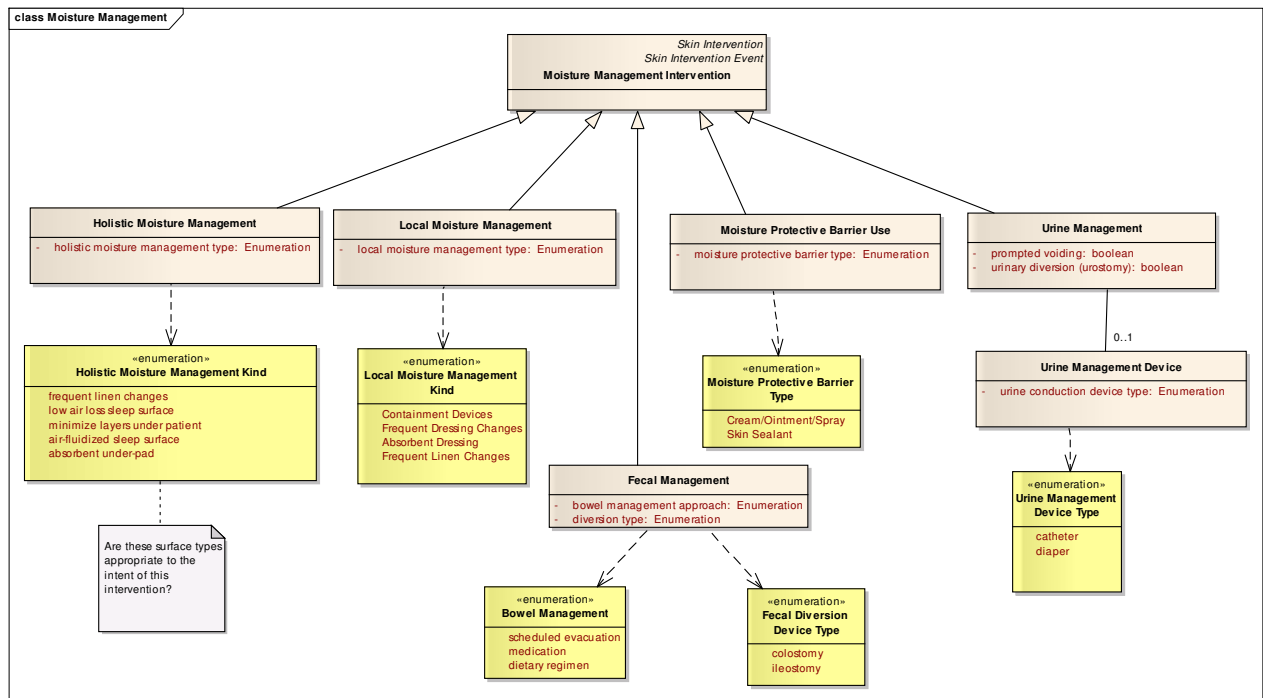 class Moisture Management
Skin Intervention
Skin Intervention Event
Moisture Management Intervention
Holistic Moisture Management
- holistic moisture management type: Enumeration
Local Moisture Management
- local moisture management type: Enumeration
Moisture Protective Barrier Use
- moisture protective barrier type: Enumeration
Urine Management
- prompted voiding: boolean
- urinary diversion (urostomy): boolean
0..1
«enumeration»
Holistic Moisture Management Kind
frequent linen changes
low air loss sleep surface
minimize layers under patient
air-fluidized sleep surface
absorbent under-pad
«enumeration»
Local Moisture Management
Kind
Containment Devices
Frequent Dressing Changes
Absorbent Dressing
Frequent Linen Changes
«enumeration»
Moisture Protective Barrier
Type
Cream/Ointment/Spray
Skin Sealant
Urine Management Device
- urine conduction device type: Enumeration
Fecal Management
- bowel management approach: Enumeration
- diversion type: Enumeration
«enumeration»
Urine Management
Device Type
catheter
diaper
Are these surface types
appropriate to the
intent of this
intervention?
«enumeration»
Bowel Management
scheduled evacuation
medication
dietary regimen
«enumeration»
Fecal Diversion
Device Type
colostomy
ileostomy